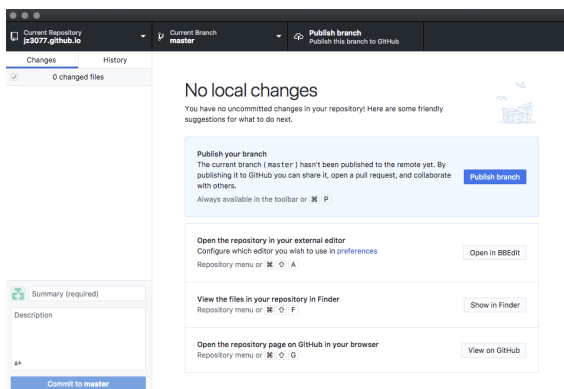 Current Repository
jz3077.github.io
Current Branch
master
Publish branch
Publish this branch to GitHub
Changes
History
0 changed files
No local changes
You have no uncommitted changes in your repository! Here are some friendly
suggestions for what to do next.
Publish your branch
The current branch (master) hasn't been published to the remote yet. By
publishing it to GitHub you can share it, open a pull request, and collaborate
with others.
Always available in the toolbar or ⌘ P
Publish branch
Open the repository in your external editor
Configure which editor you wish to use in preferences
Repository menu or ⌘ ⇧ A
Open in BBEdit
View the files in your repository in Finder
Repository menu or ⌘ ⇧ F
Show in Finder
Open the repository page on GitHub in your browser
Repository menu or ⌘ ⇧ G
View on GitHub
Summary (required)
Description
Commit to master